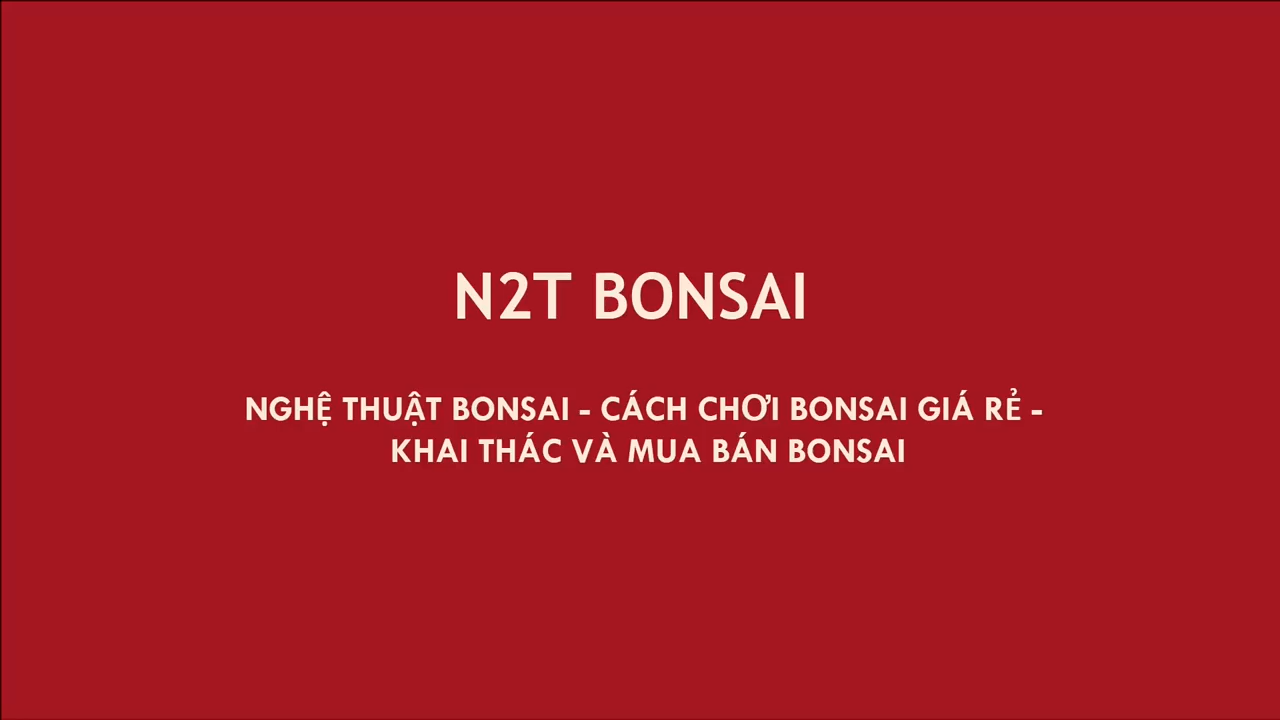 N2T BONSAI
NGHỆ THUẬT BONSAI - CÁCH CHƠI BONSAI GIÁ RẺ -
KHAI THÁC VÀ MUA BÁN BONSAI